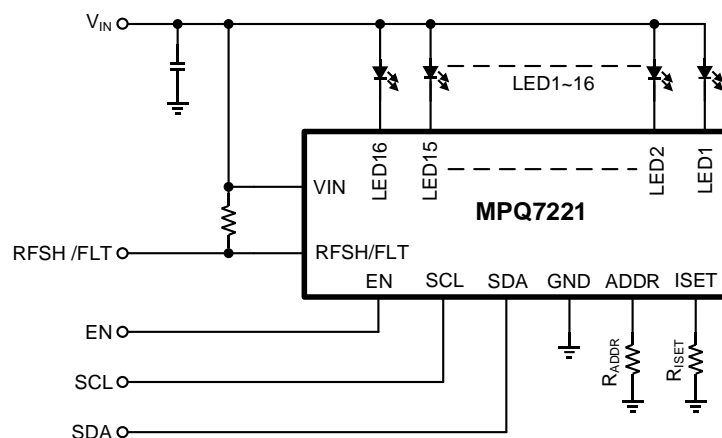 VIN
LED1~16
LED16
LED15
LED2
LED1
VIN
MPQ7221
RFSH /FLT
RFSH/FLT
EN
SCL
SDA
GND
ADDR
ISET
EN
RADDR
RISET
SCL
SDA